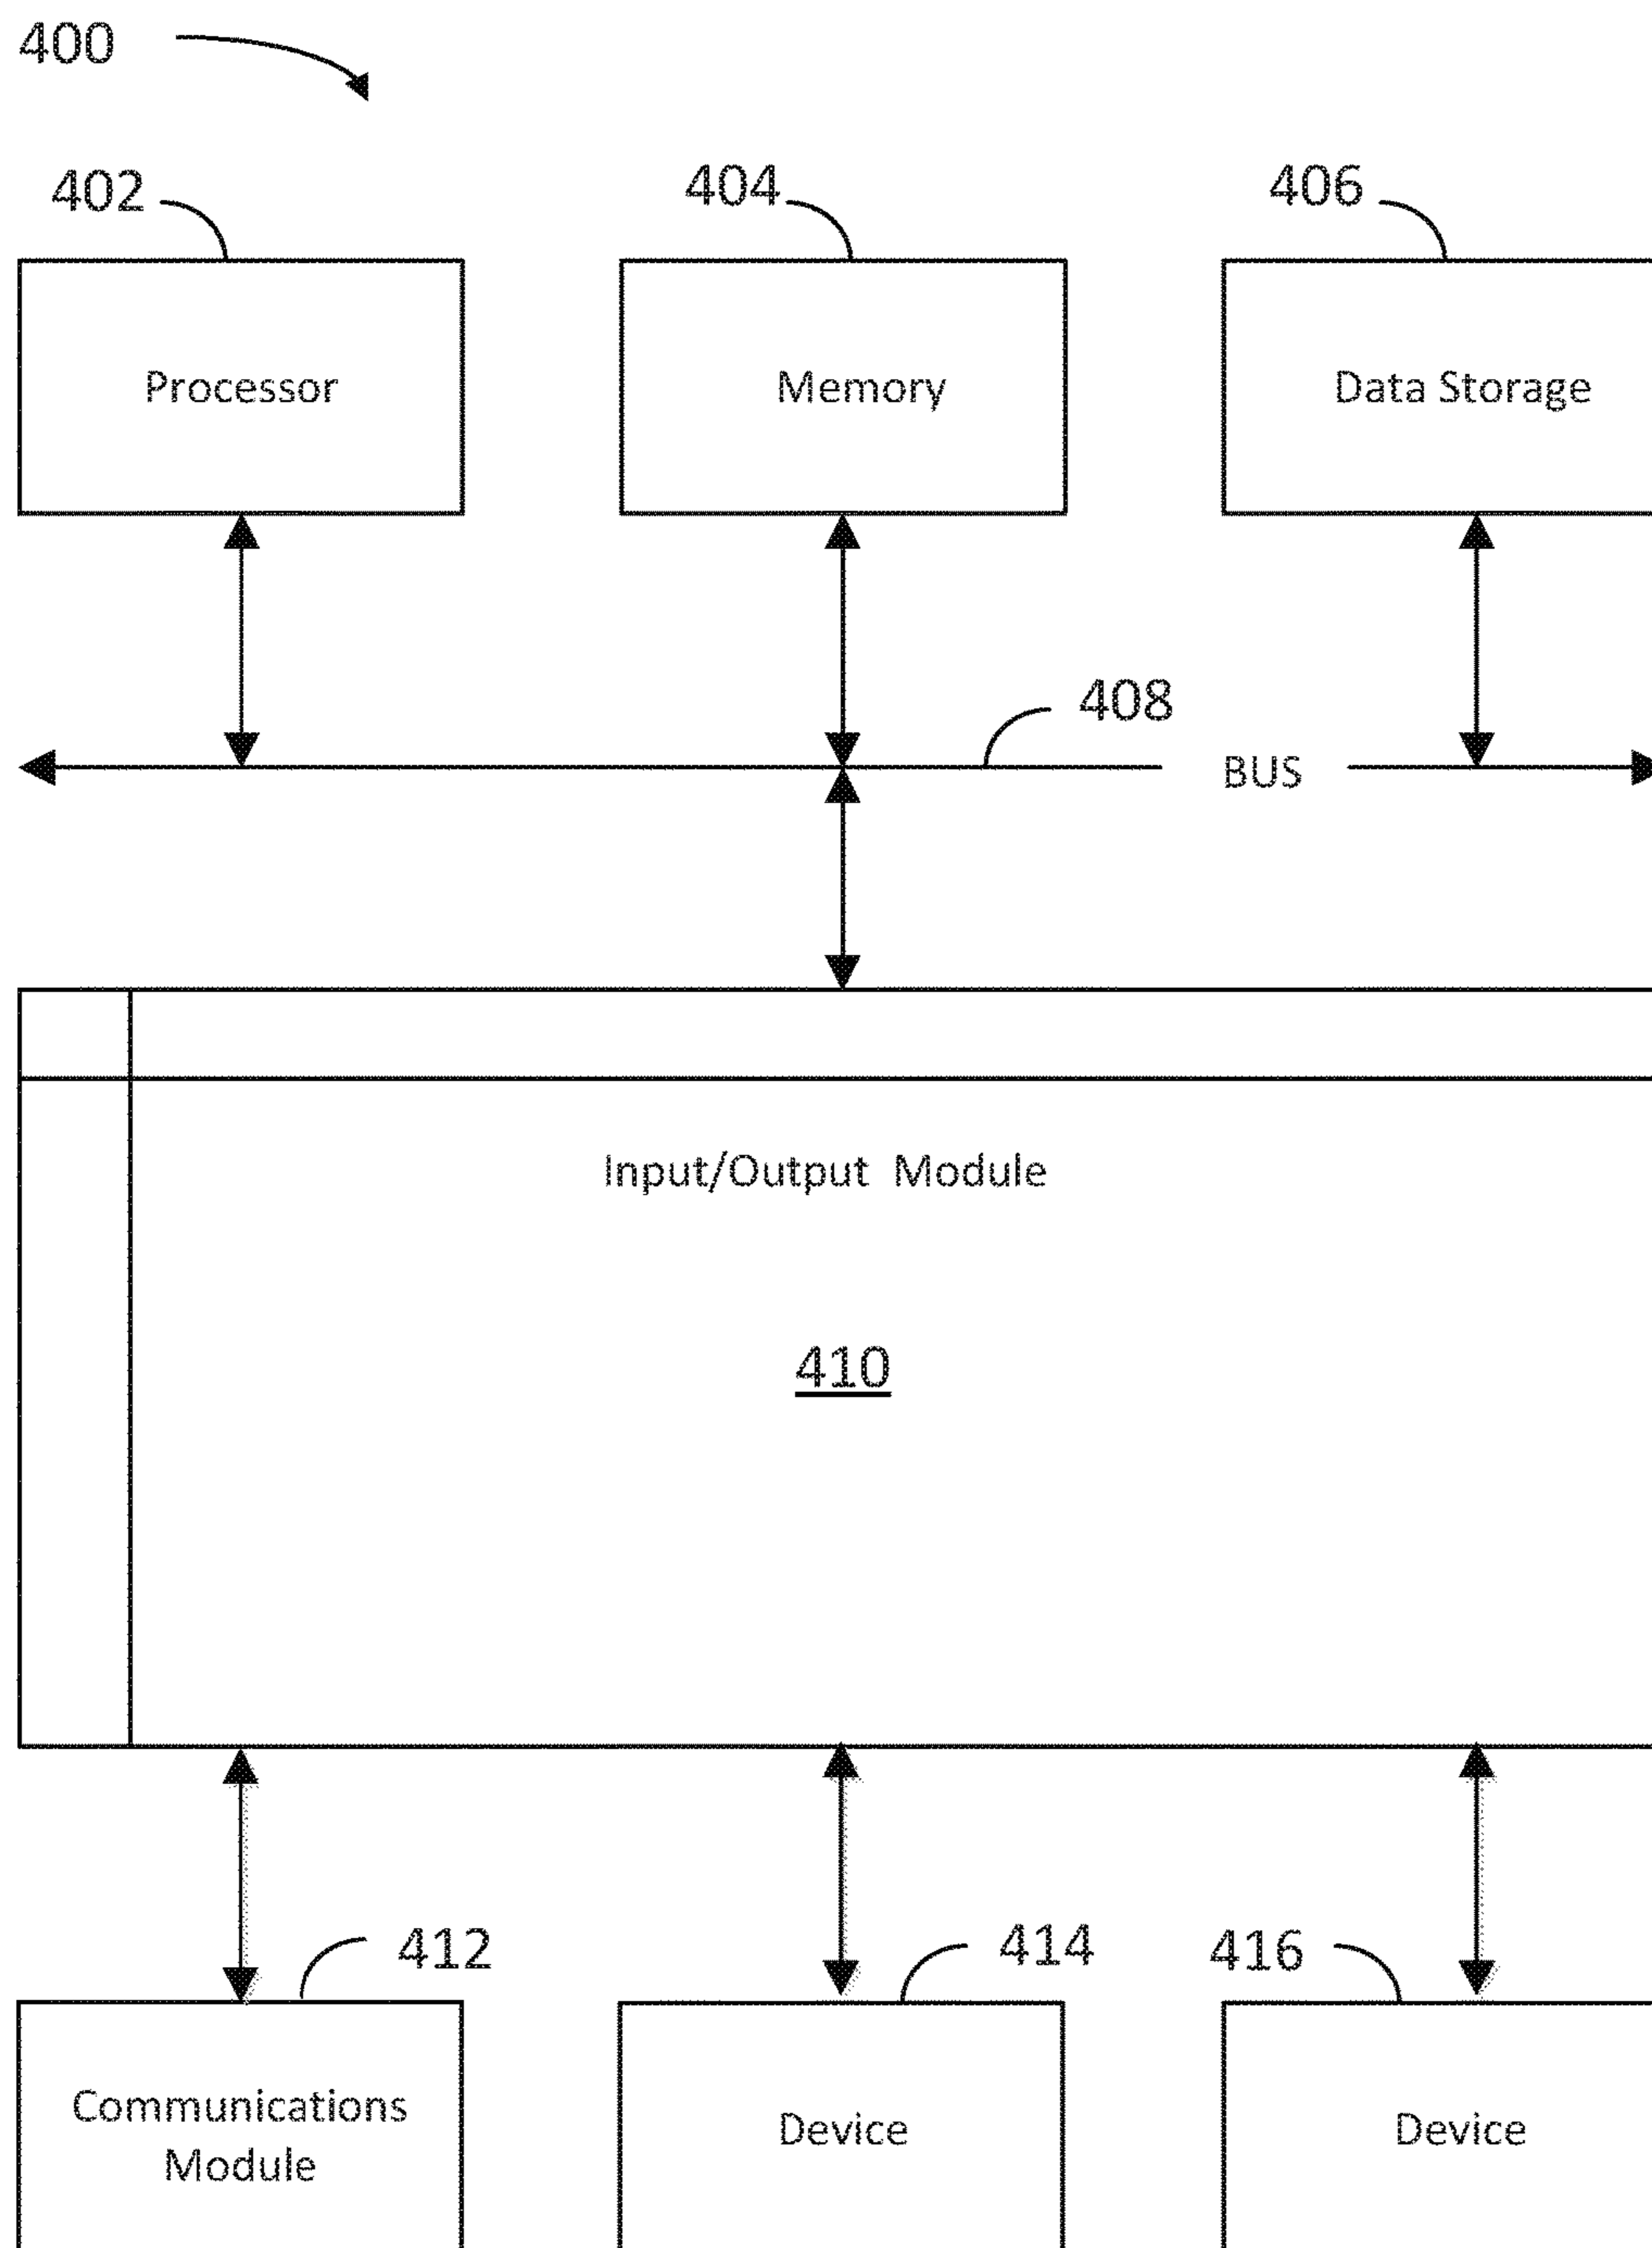 400
402
404
406
Processor
Memory
Data Storage
408
BUS
Input/Output Module
410
412
414
416
Communications
Module
Device
Device